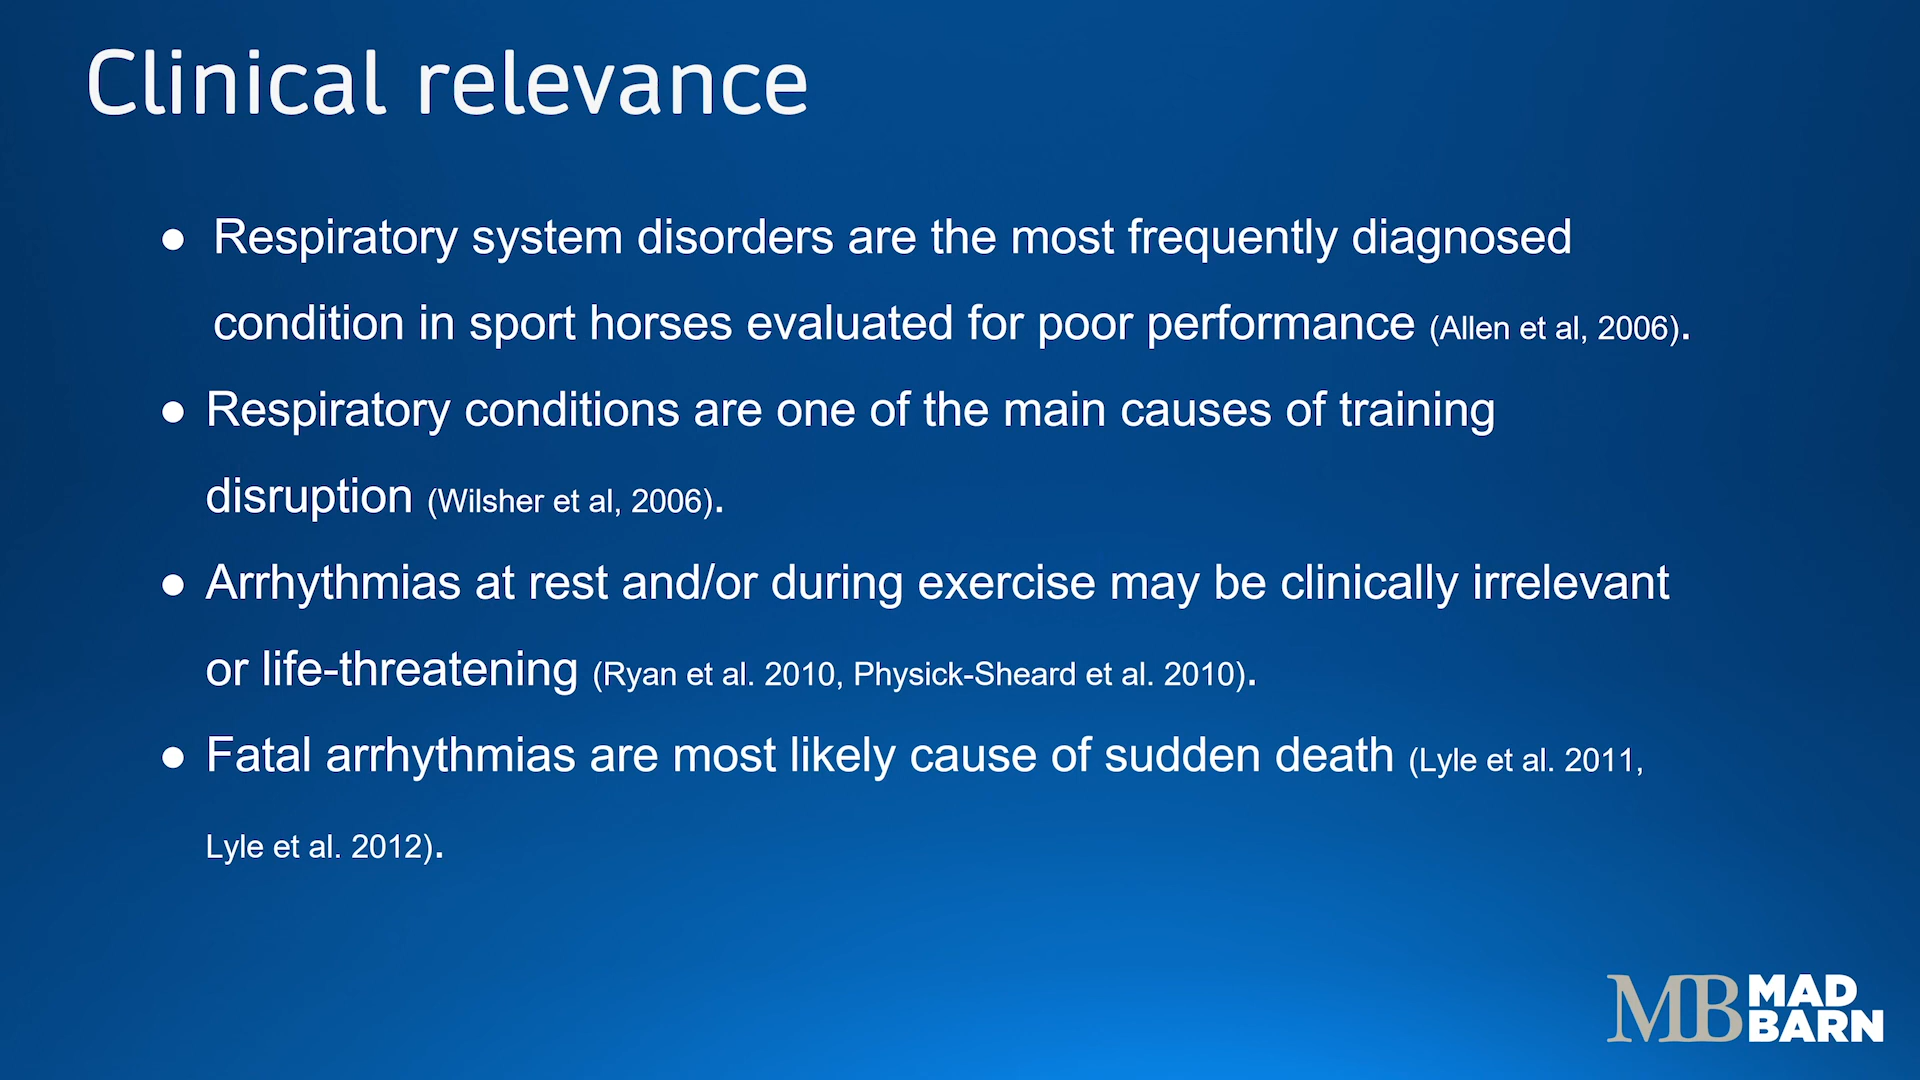 Clinical relevance
● Respiratory system disorders are the most frequently diagnosed
condition in sport horses evaluated for poor performance (Allen et al, 2006).
● Respiratory conditions are one of the main causes of training
disruption (Wilsher et al, 2006).
● Arrhythmias at rest and/or during exercise may be clinically irrelevant
or life-threatening (Ryan et al. 2010, Physick-Sheard et al. 2010).
● Fatal arrhythmias are most likely cause of sudden death (Lyle et al. 2011,
Lyle et al. 2012).
MB MAD
BARN